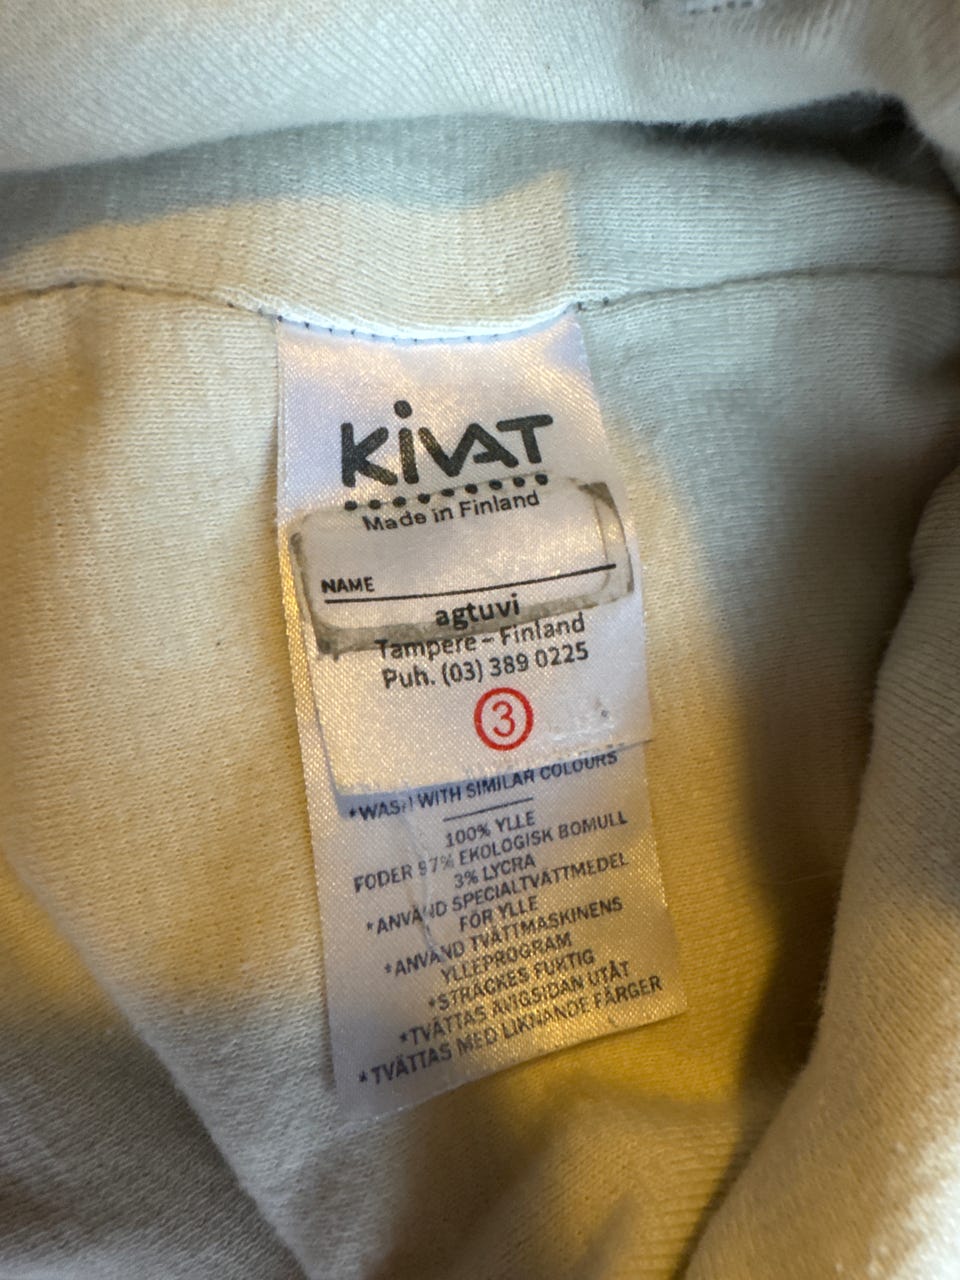 KiVAT
Made in Finland
NAME
agtuvi
Tampere – Finland
Puh. (03) 389 0225
3
*WASH WITH SIMILAR COLOURS
100% YLLE
FODER 97% EKOLOGISK BOMULL
3% LYCRA
*ANVÄND SPECIALTVÄTTMEDEL
FÖR YLLE
*ANVÄND TVÄTTMASKINENS
YLLEPROGRAM
*STRÄCKES FUKTIG
*TVÄTTAS AVIGSIDAN UTÅT
*TVÄTTAS MED LIKNANDE FÄRGER